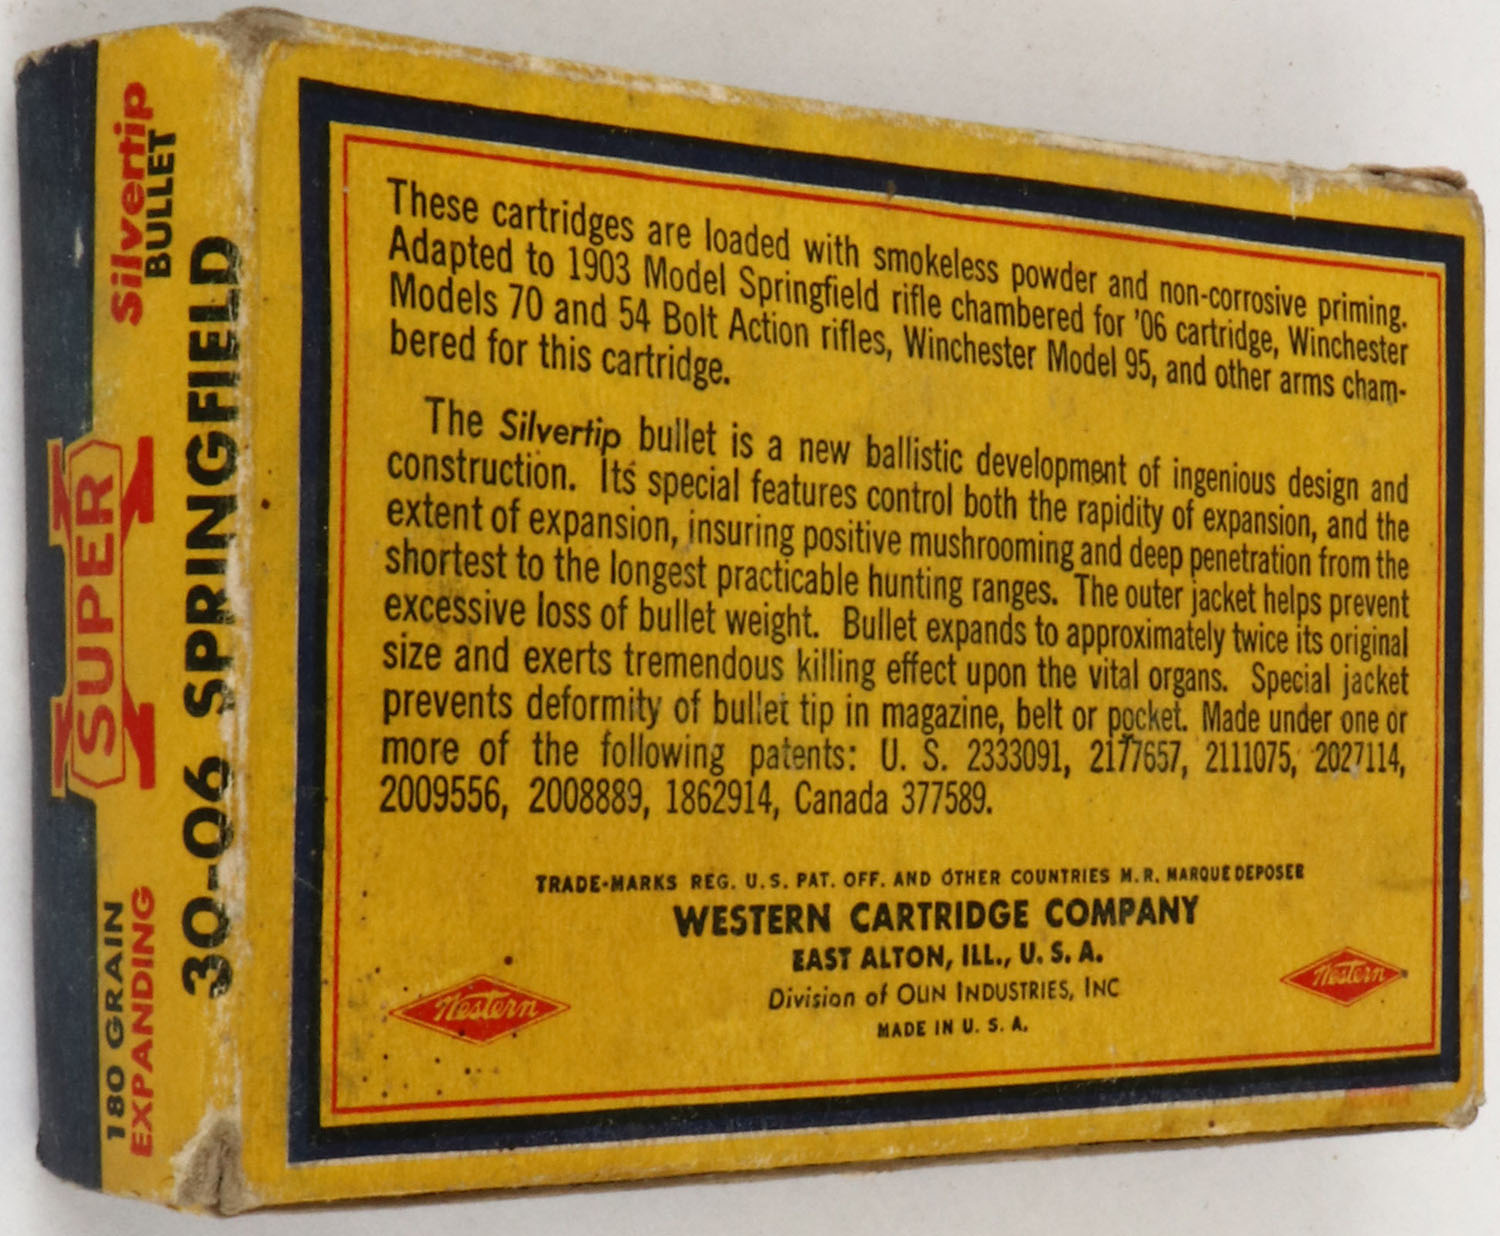 Silvertip
BULLET
SUPER
X
30-06 SPRINGFIELD
180 GRAIN
EXPANDING
These cartridges are loaded with smokeless powder and non-corrosive priming.
Adapted to 1903 Model Springfield rifle chambered for '06 cartridge, Winchester
Models 70 and 54 Bolt Action rifles, Winchester Model 95, and other arms cham-
bered for this cartridge.
The Silvertip bullet is a new ballistic development of ingenious design and
construction. Its special features control both the rapidity of expansion, and the
extent of expansion, insuring positive mushrooming and deep penetration from the
shortest to the longest practicable hunting ranges. The outer jacket helps prevent
excessive loss of bullet weight. Bullet expands to approximately twice its original
size and exerts tremendous killing effect upon the vital organs. Special jacket
prevents deformity of bullet tip in magazine, belt or pocket. Made under one or
more of the following patents: U. S. 2333091, 2177657, 2111075, 2027114,
2009556, 2008889, 1862914, Canada 377589.
TRADE-MARKS REG. U. S. PAT. OFF. AND OTHER COUNTRIES M. R. MARQUE DEPOSEE
WESTERN CARTRIDGE COMPANY
EAST ALTON, ILL., U. S. A.
Division of OLIN INDUSTRIES, INC
MADE IN U. S. A.
Western
Western